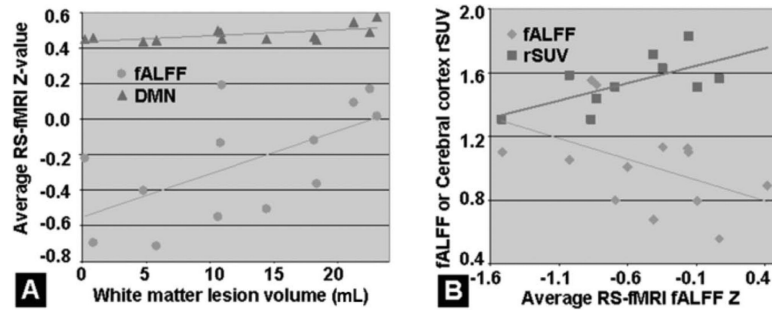 0.6
0.4
0.2
0.0
-0.2
-0.4
-0.6
-0.8
Average RS-fMRI Z-value
fALFF
DMN
0
5
10
15
20
White matter lesion volume (mL)
A
2.0
1.6
1.2
0.8
0.4
fALFF or Cerebral cortex rSUV
fALFF
rSUV
-1.6
-1.1
-0.6
-0.1
0.4
Average RS-fMRI fALFF Z
B